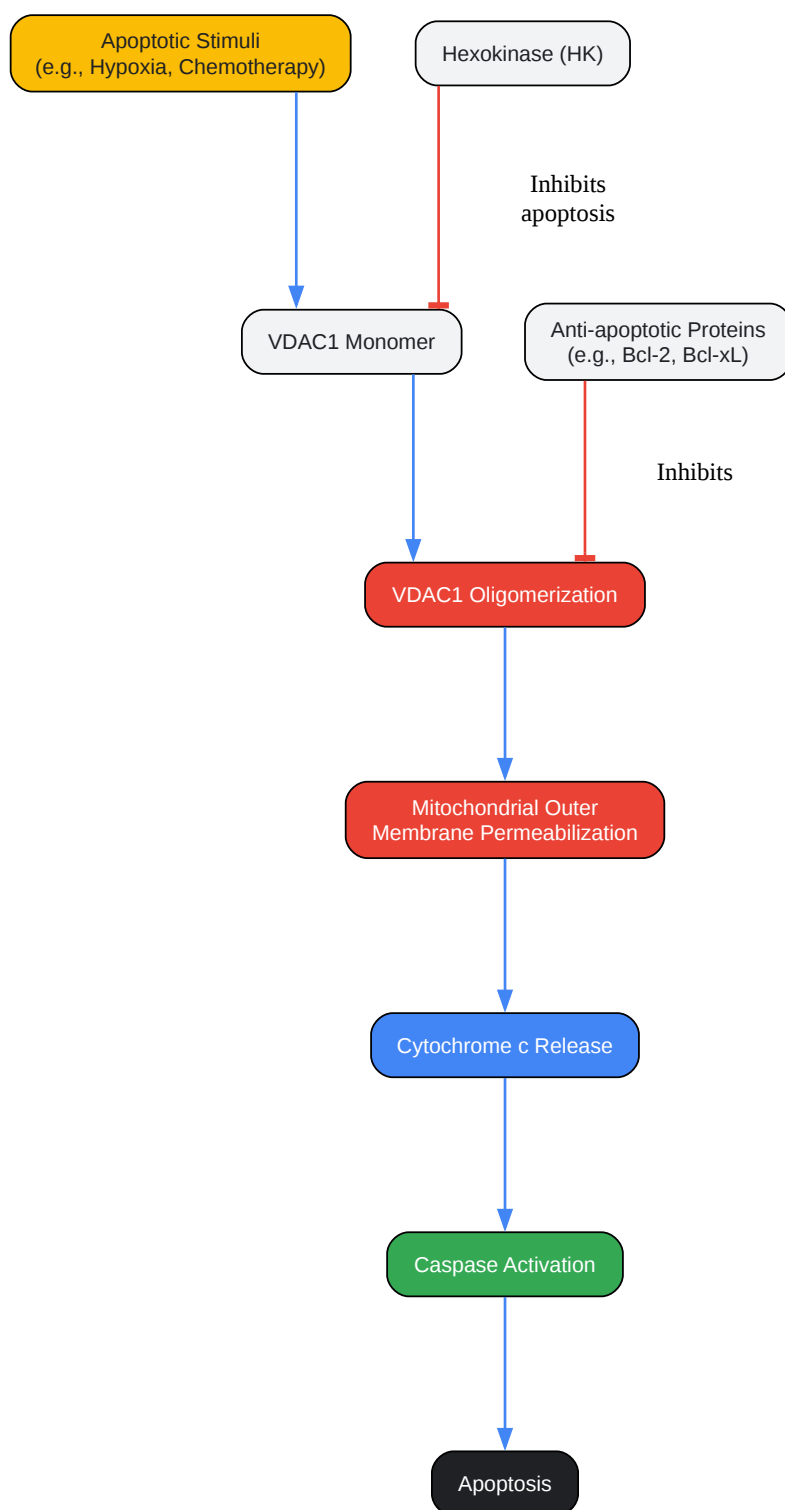 Apoptotic Stimuli
(e.g., Hypoxia, Chemotherapy)
Hexokinase (HK)
Inhibits
apoptosis
VDAC1 Monomer
Anti-apoptotic Proteins
(e.g., Bcl-2, Bcl-xL)
Inhibits
VDAC1 Oligomerization
Mitochondrial Outer
Membrane Permeabilization
Cytochrome c Release
Caspase Activation
Apoptosis